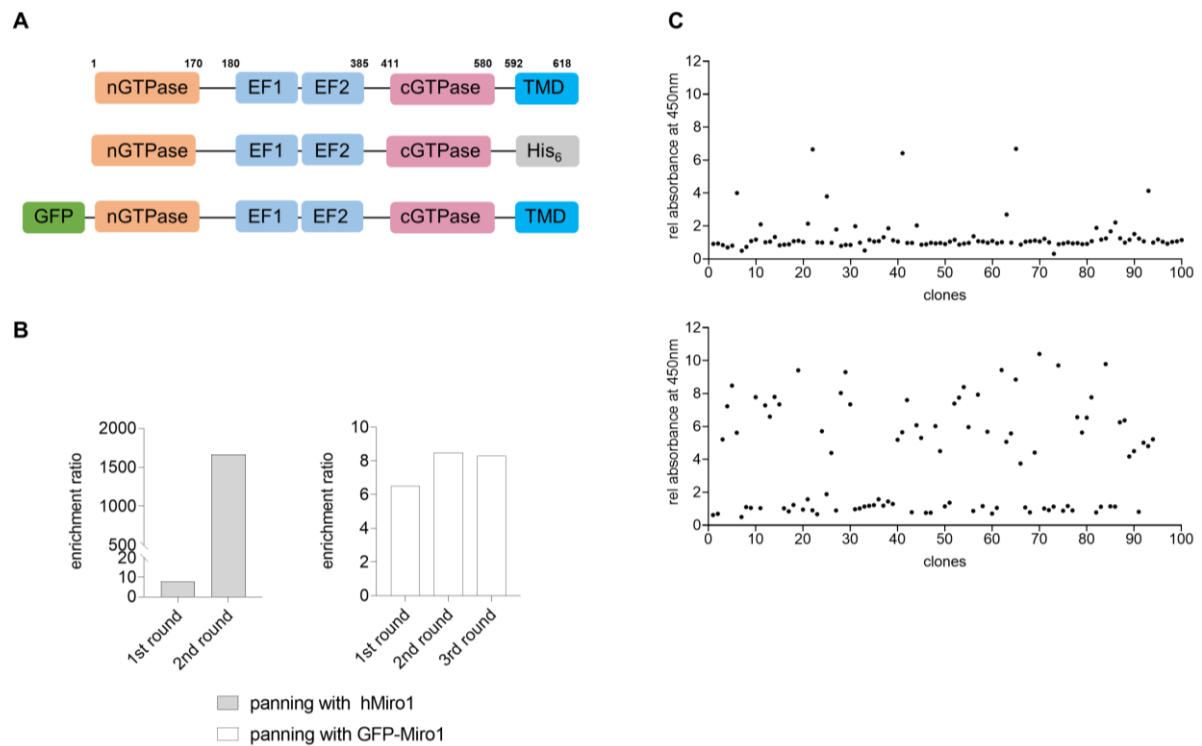 A
1 170 180 385 411 580 592 618
nGTPase EF1 EF2 cGTPase TMD
nGTPase EF1 EF2 cGTPase His₆
GFP nGTPase EF1 EF2 cGTPase TMD
B
enrichment ratio
2000
1500
1000
500
20
10
0
1st round
2nd round
enrichment ratio
10
8
6
4
2
0
1st round
2nd round
3rd round
panning with hMiro1
panning with GFP-Miro1
C
rel absorbance at 450nm
12
10
8
6
4
2
0
0 10 20 30 40 50 60 70 80 90 100
clones
rel absorbance at 450nm
12
10
8
6
4
2
0
0 10 20 30 40 50 60 70 80 90 100
clones